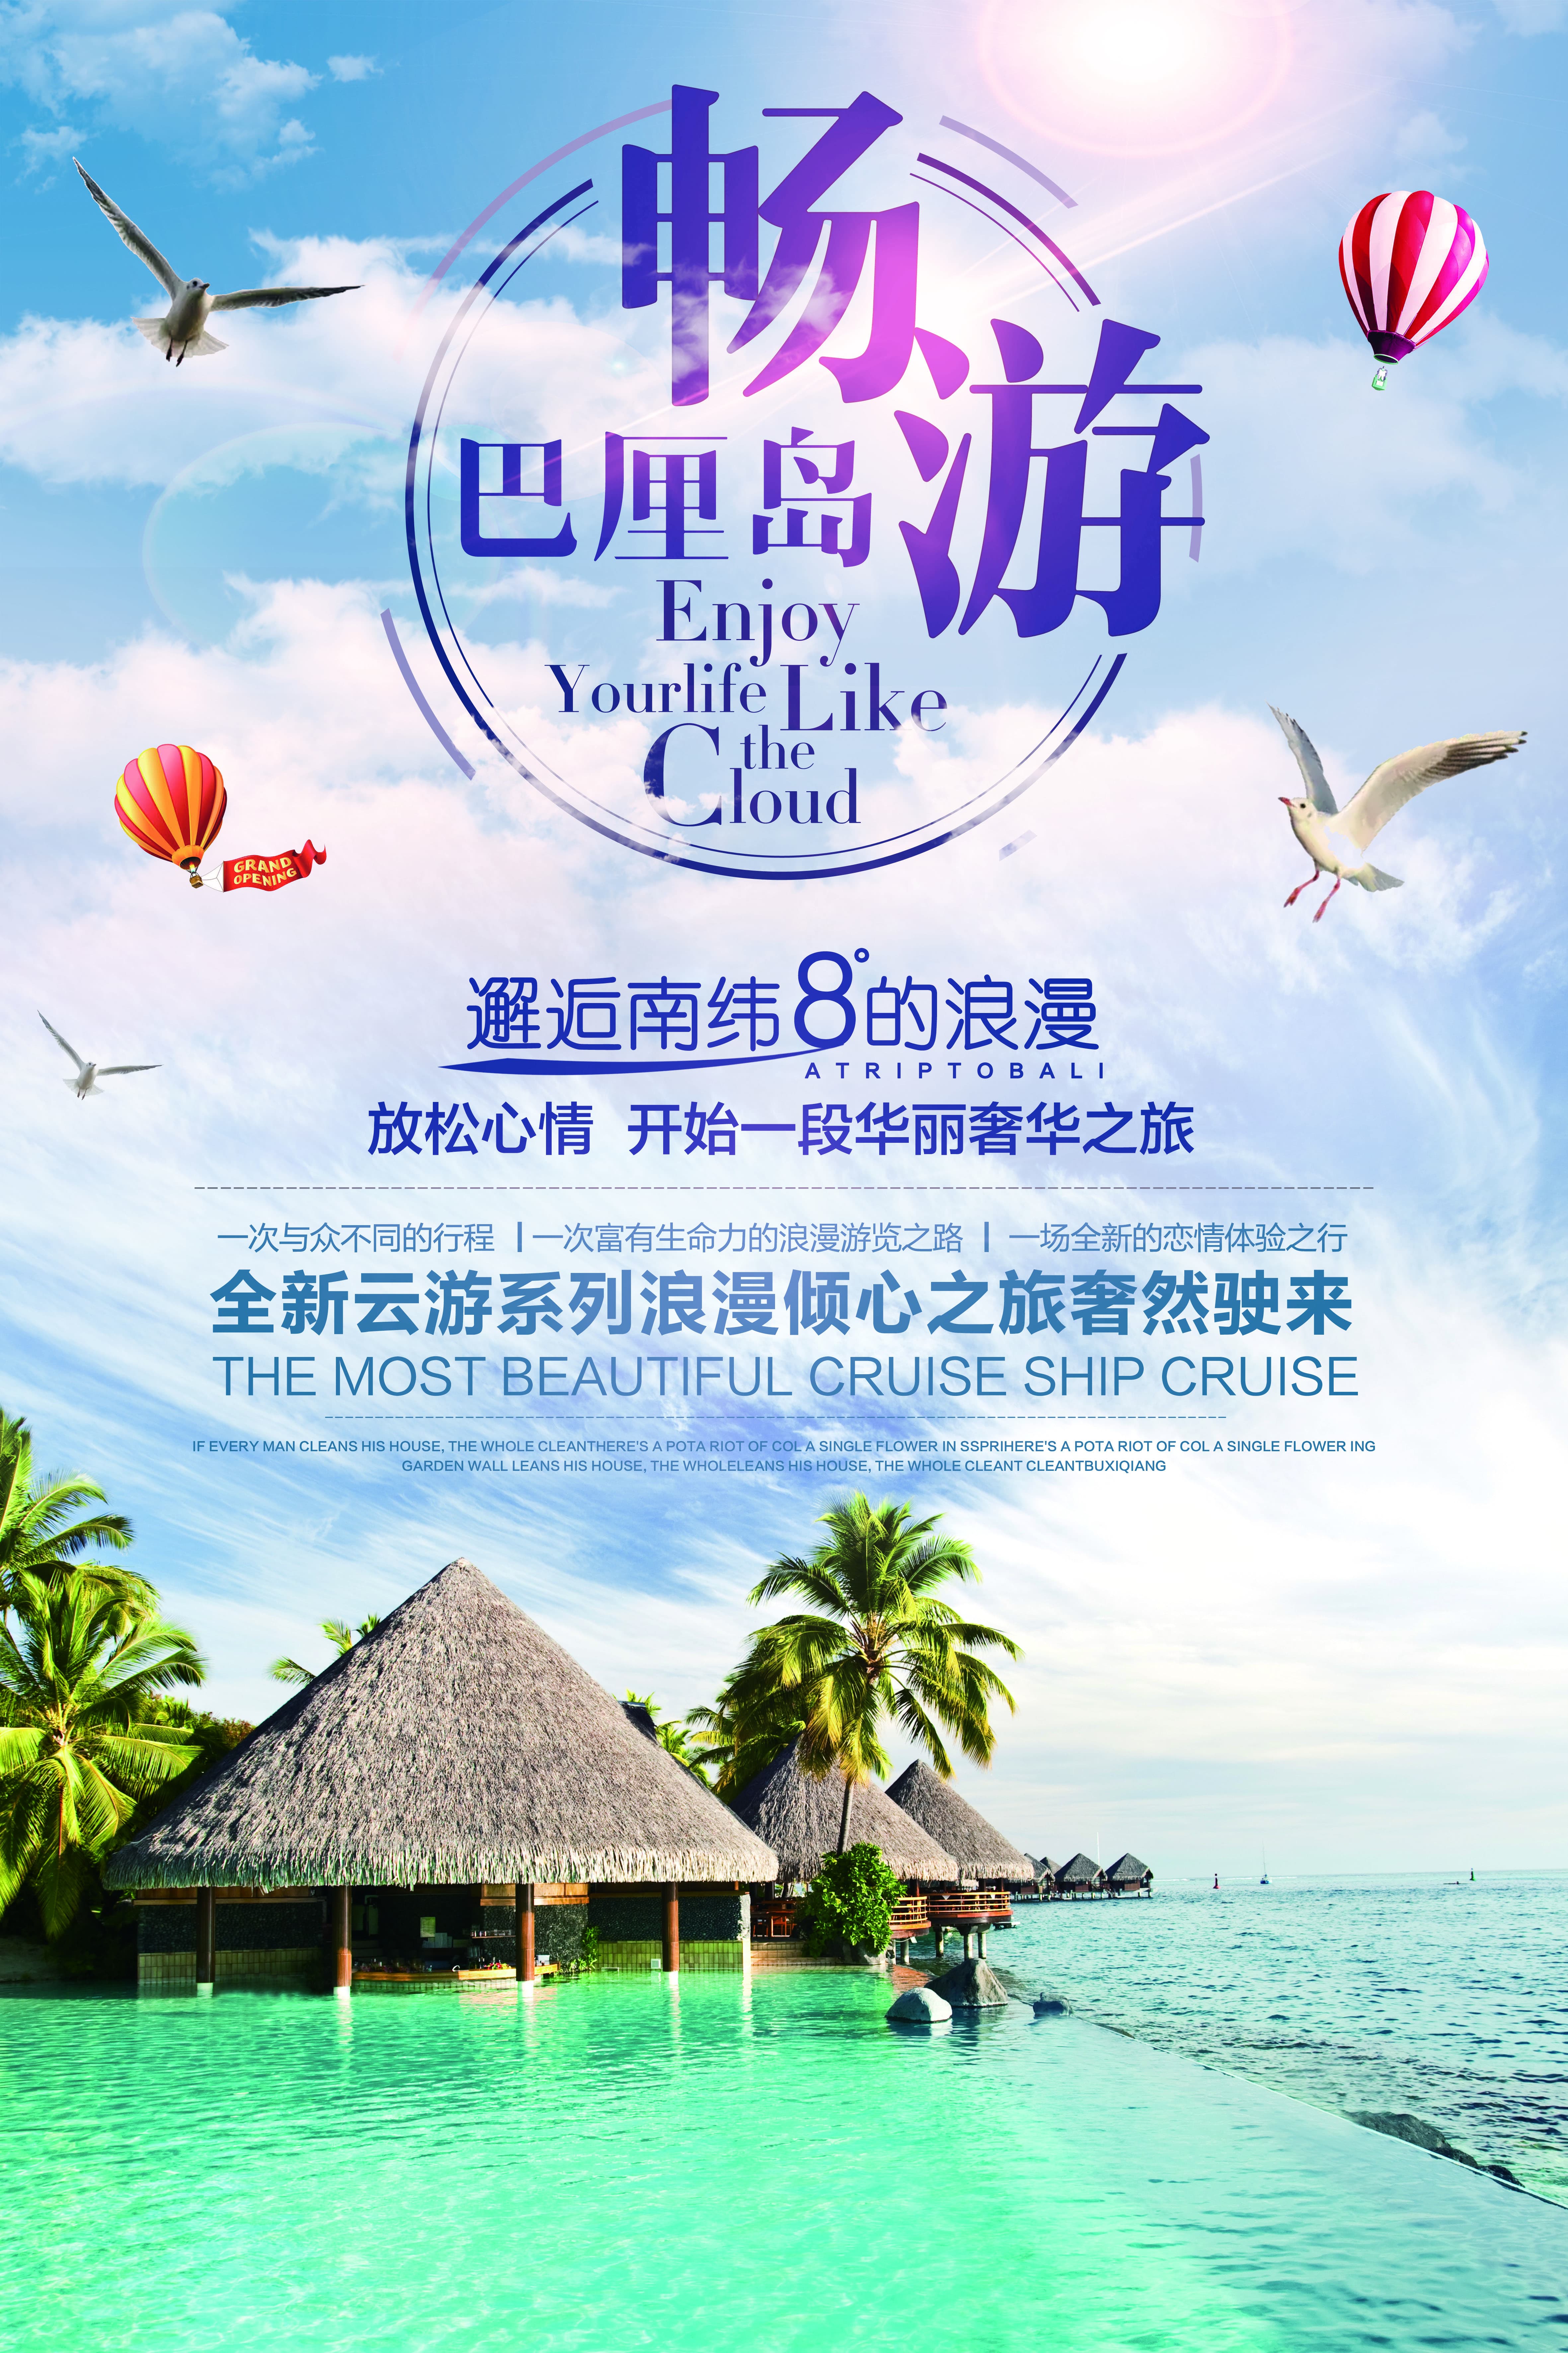 畅游
巴厘岛
Enjoy
Yourlife Like
the
Cloud
GRAND
OPENING
邂逅南纬8°的浪漫
ATRIPTOBALI
放松心情 开始一段华丽奢华之旅
一次与众不同的行程 | 一次富有生命力的浪漫游览之路 | 一场全新的恋情体验之行
全新云游系列浪漫倾心之旅奢然驶来
THE MOST BEAUTIFUL CRUISE SHIP CRUISE
IF EVERY MAN CLEANS HIS HOUSE, THE WHOLE CLEANTHERE'S A POTA RIOT OF COL A SINGLE FLOWER IN SSPRIHERE'S A POTA RIOT OF COL A SINGLE FLOWER ING
GARDEN WALL LEANS HIS HOUSE, THE WHOLELEANS HIS HOUSE, THE WHOLE CLEANT CLEANTBUXIQIANG